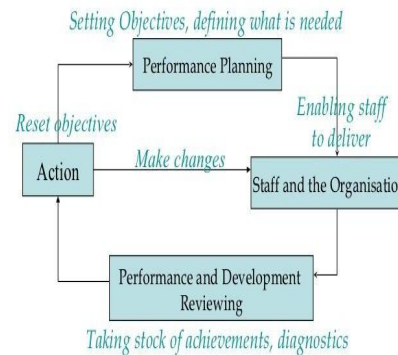 Setting Objectives, defining what is needed
Performance Planning
Enabling staff
to deliver
Reset objectives
Action
Make changes
Staff and the Organisatio
Performance and Development
Reviewing
Taking stock of achievements, diagnostics